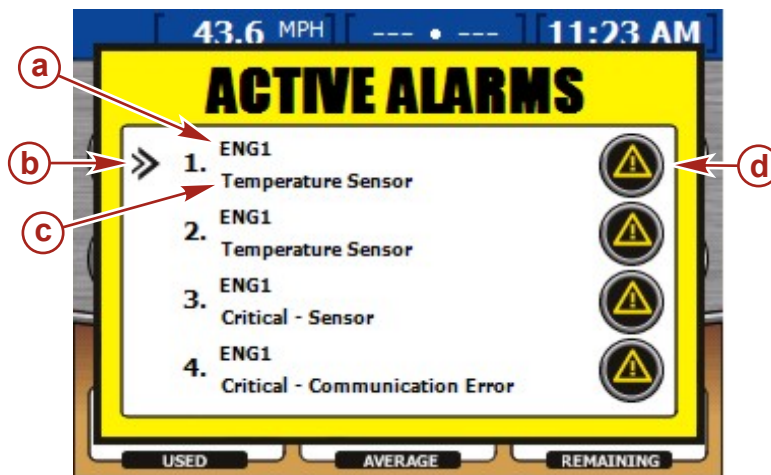 43.6 MPH --- • --- 11:23 AM
ACTIVE ALARMS
a
b
c
d
1. ENG1
Temperature Sensor
2. ENG1
Temperature Sensor
3. ENG1
Critical - Sensor
4. ENG1
Critical - Communication Error
USED AVERAGE REMAINING